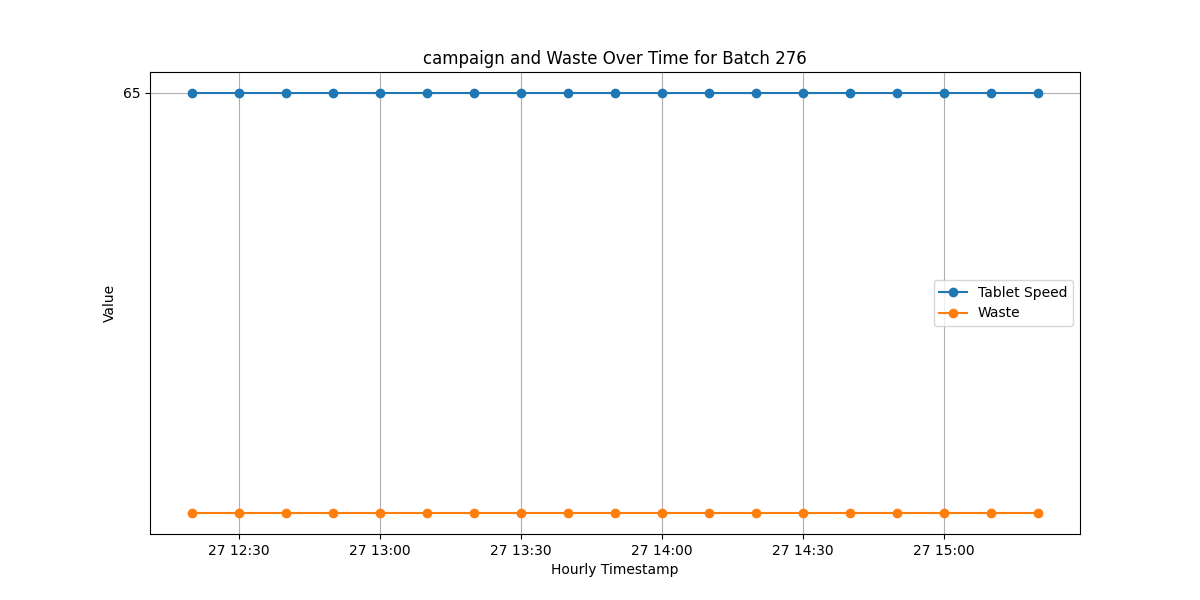 campaign and Waste Over Time for Batch 276
65
Value
Tablet Speed
Waste
27 12:30 27 13:00 27 13:30 27 14:00 27 14:30 27 15:00
Hourly Timestamp